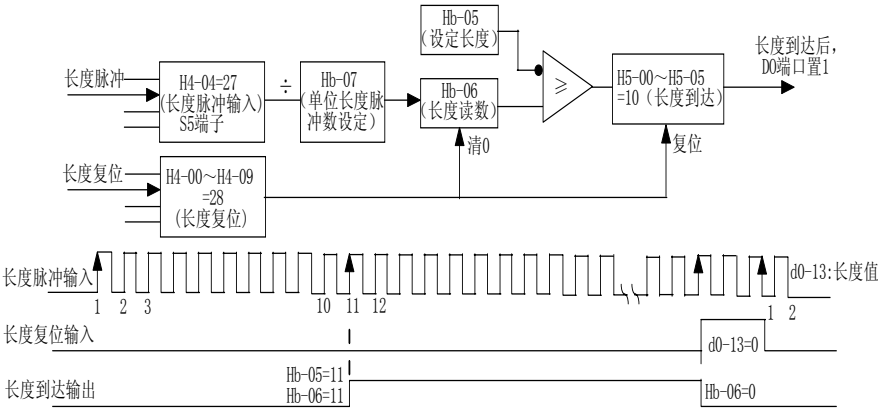 Hb-05
(设定长度)
长度到达后,
DO端口置1
长度脉冲
H4-04=27
(长度脉冲输入)
S5端子
÷
Hb-07
(单位长度脉
冲数设定)
Hb-06
(长度读数)
≥
H5-00~H5-05
=10 (长度到达)
清0
复位
长度复位
H4-00~H4-09
=28
(长度复位)
长度脉冲输入
d0-13:长度值
1 2 3 10 11 12 1 2
长度复位输入
d0-13=0
长度到达输出
Hb-05=11
Hb-06=11
Hb-06=0